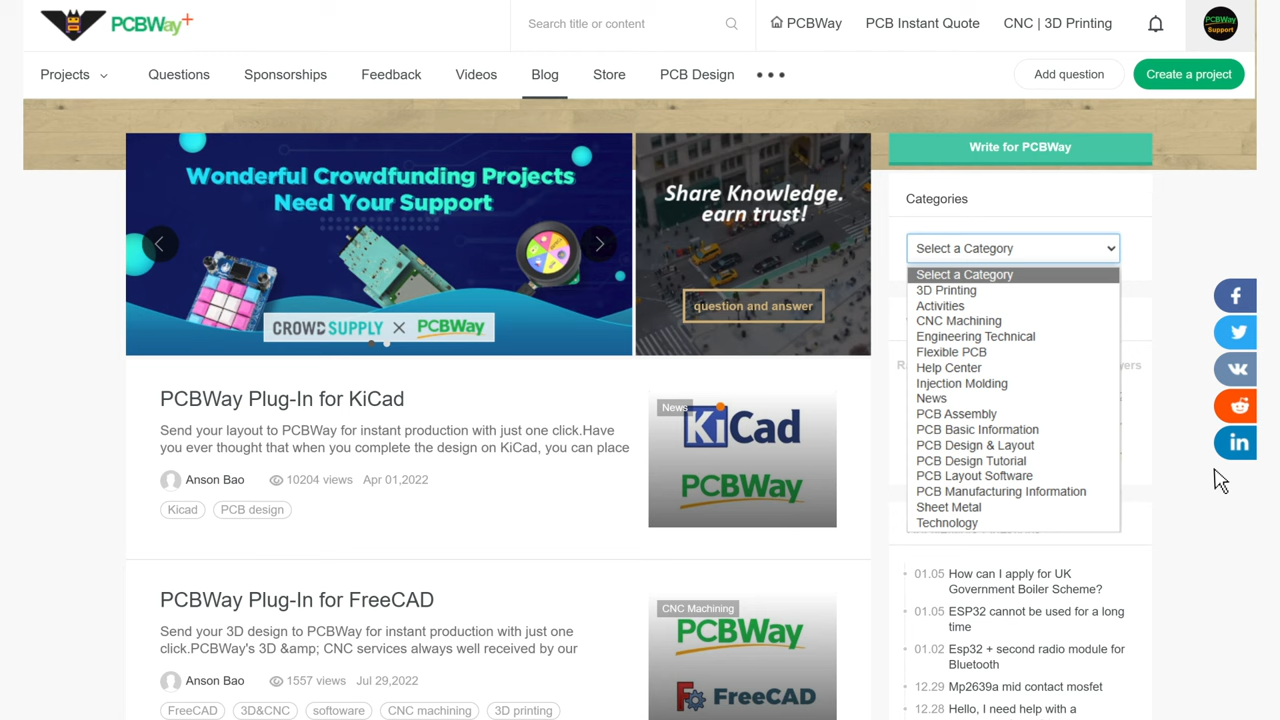 PCBWay+
Search title or content
PCBWay
PCB Instant Quote
CNC | 3D Printing
PCBWay
Support
Projects
Questions
Sponsorships
Feedback
Videos
Blog
Store
PCB Design
Add question
Create a project
Wonderful Crowdfunding Projects
Need Your Support
CROWD SUPPLY × PCBWay
Share Knowledge.
earn trust!
question and answer
Write for PCBWay
Categories
Select a Category
Select a Category
3D Printing
Activities
CNC Machining
Engineering Technical
Flexible PCB
Help Center
Injection Molding
News
PCB Assembly
PCB Basic Information
PCB Design & Layout
PCB Design Tutorial
PCB Layout Software
PCB Manufacturing Information
Sheet Metal
Technology
PCBWay Plug-In for KiCad
Send your layout to PCBWay for instant production with just one click.Have
you ever thought that when you complete the design on KiCad, you can place
Anson Bao
10204 views
Apr 01,2022
Kicad
PCB design
News
KiCad
PCBWay
PCBWay Plug-In for FreeCAD
Send your 3D design to PCBWay for instant production with just one
click.PCBWay's 3D &amp; CNC services always well received by our
Anson Bao
1557 views
Jul 29,2022
FreeCAD
3D&CNC
softoware
CNC machining
3D printing
CNC Machining
PCBWay
FreeCAD
01.05 How can I apply for UK
Government Boiler Scheme?
01.05 ESP32 cannot be used for a long
time
01.02 Esp32 + second radio module for
Bluetooth
12.29 Mp2639a mid contact mosfet
12.28 Hello, I need help with a